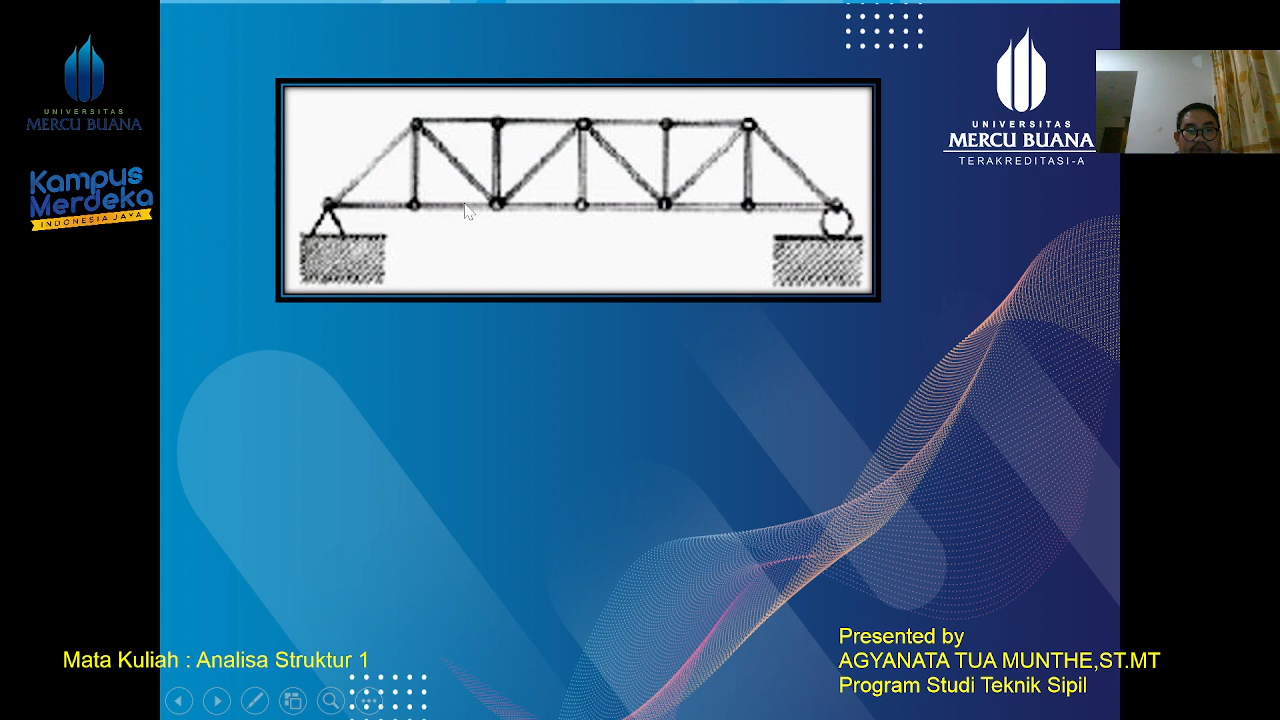 UNIVERSITAS
MERCU BUANA
Kampus
Merdeka
INDONESIA JAYA
UNIVERSITAS
MERCU BUANA
TERAKREDITASI-A
Mata Kuliah : Analisa Struktur 1
Presented by
AGYANATA TUA MUNTHE,ST.MT
Program Studi Teknik Sipil